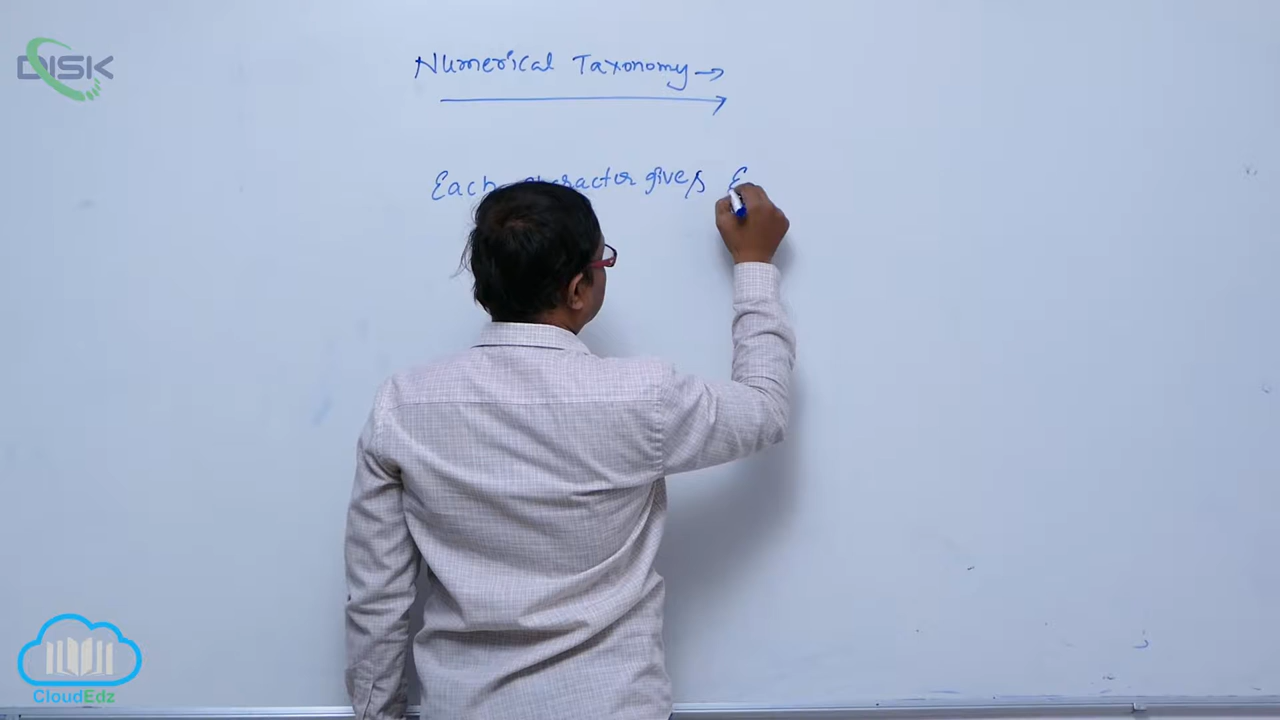 DISK
Numerical Taxonomy →
Each character gives E
CloudEdz